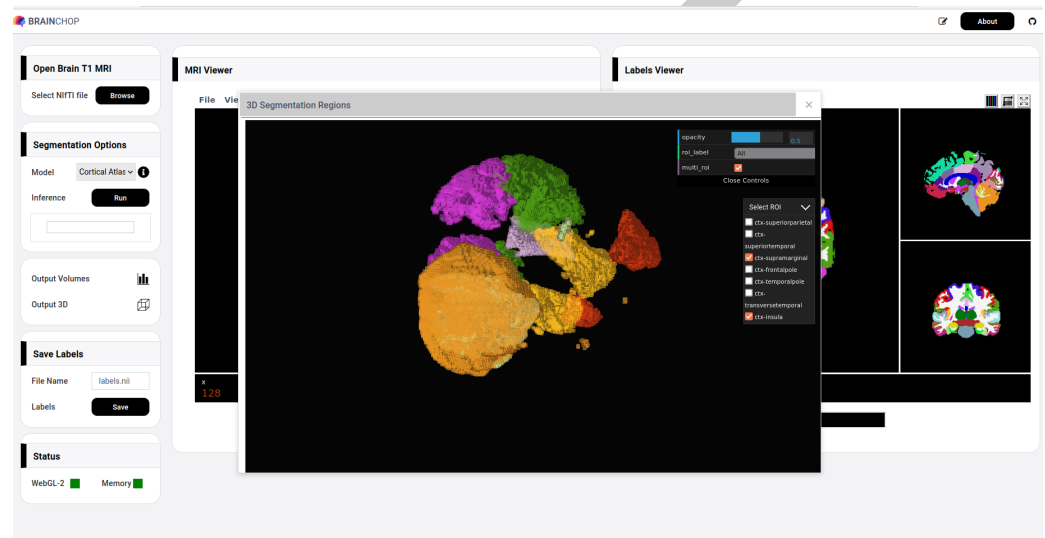 BRAINCHOP
About
Open Brain T1 MRI
Select NIfTI file
Browse
Segmentation Options
Model
Cortical Atlas
Inference
Run
Output Volumes
Output 3D
Save Labels
File Name
labels.nii
Labels
Save
Status
WebGL-2
Memory
MRI Viewer
File Vie
x
128
Labels Viewer
3D Segmentation Regions
×
opacity
0.5
roi_label
All
multi_roi
Close Controls
Select ROI
ctx-superiorparietal
ctx-
superiortemporal
ctx-supramarginal
ctx-frontalpole
ctx-temporalpole
ctx-
transversetemporal
ctx-insula